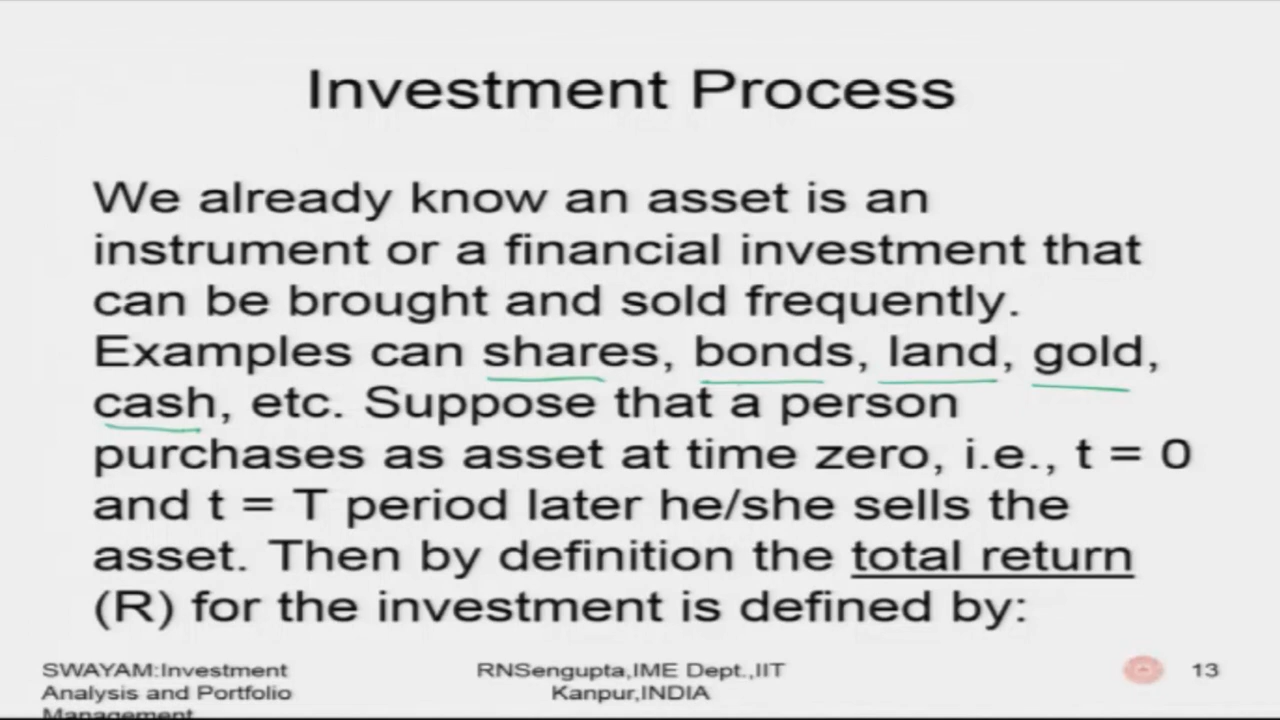 Investment Process
We already know an asset is an
instrument or a financial investment that
can be brought and sold frequently.
Examples can shares, bonds, land, gold,
cash, etc. Suppose that a person
purchases as asset at time zero, i.e., t = 0
and t = T period later he/she sells the
asset. Then by definition the total return
(R) for the investment is defined by:
SWAYAM:Investment
Analysis and Portfolio
Management
RNSengupta,IME Dept.,IIT
Kanpur,INDIA
13